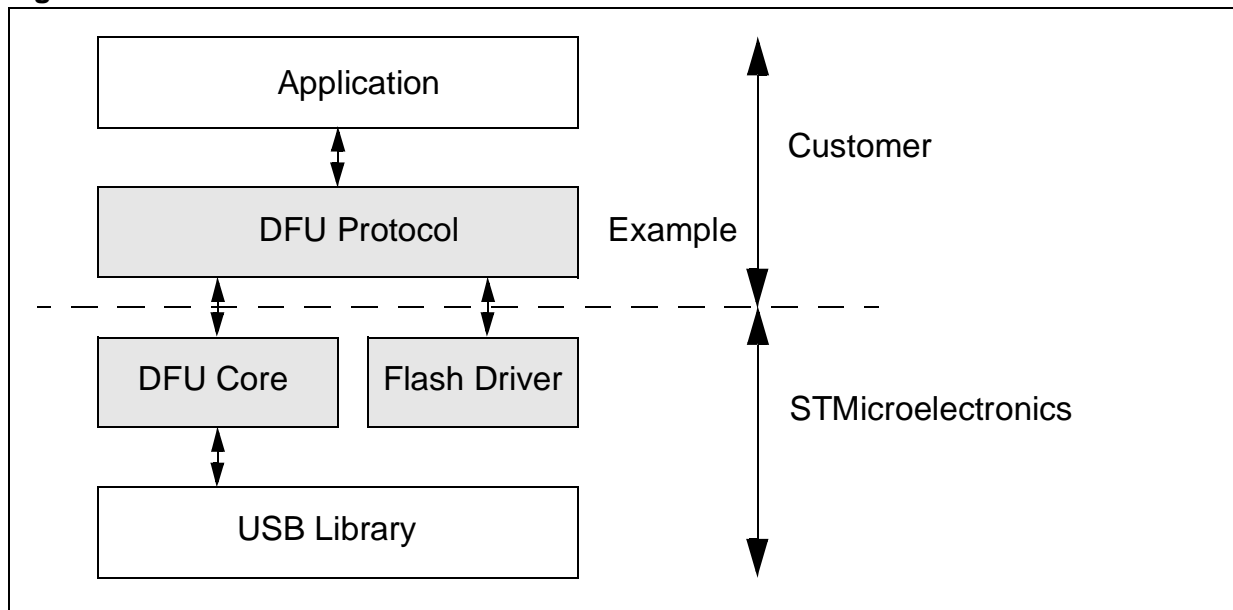 Application
Customer
DFU Protocol
Example
DFU Core
Flash Driver
STMicroelectronics
USB Library